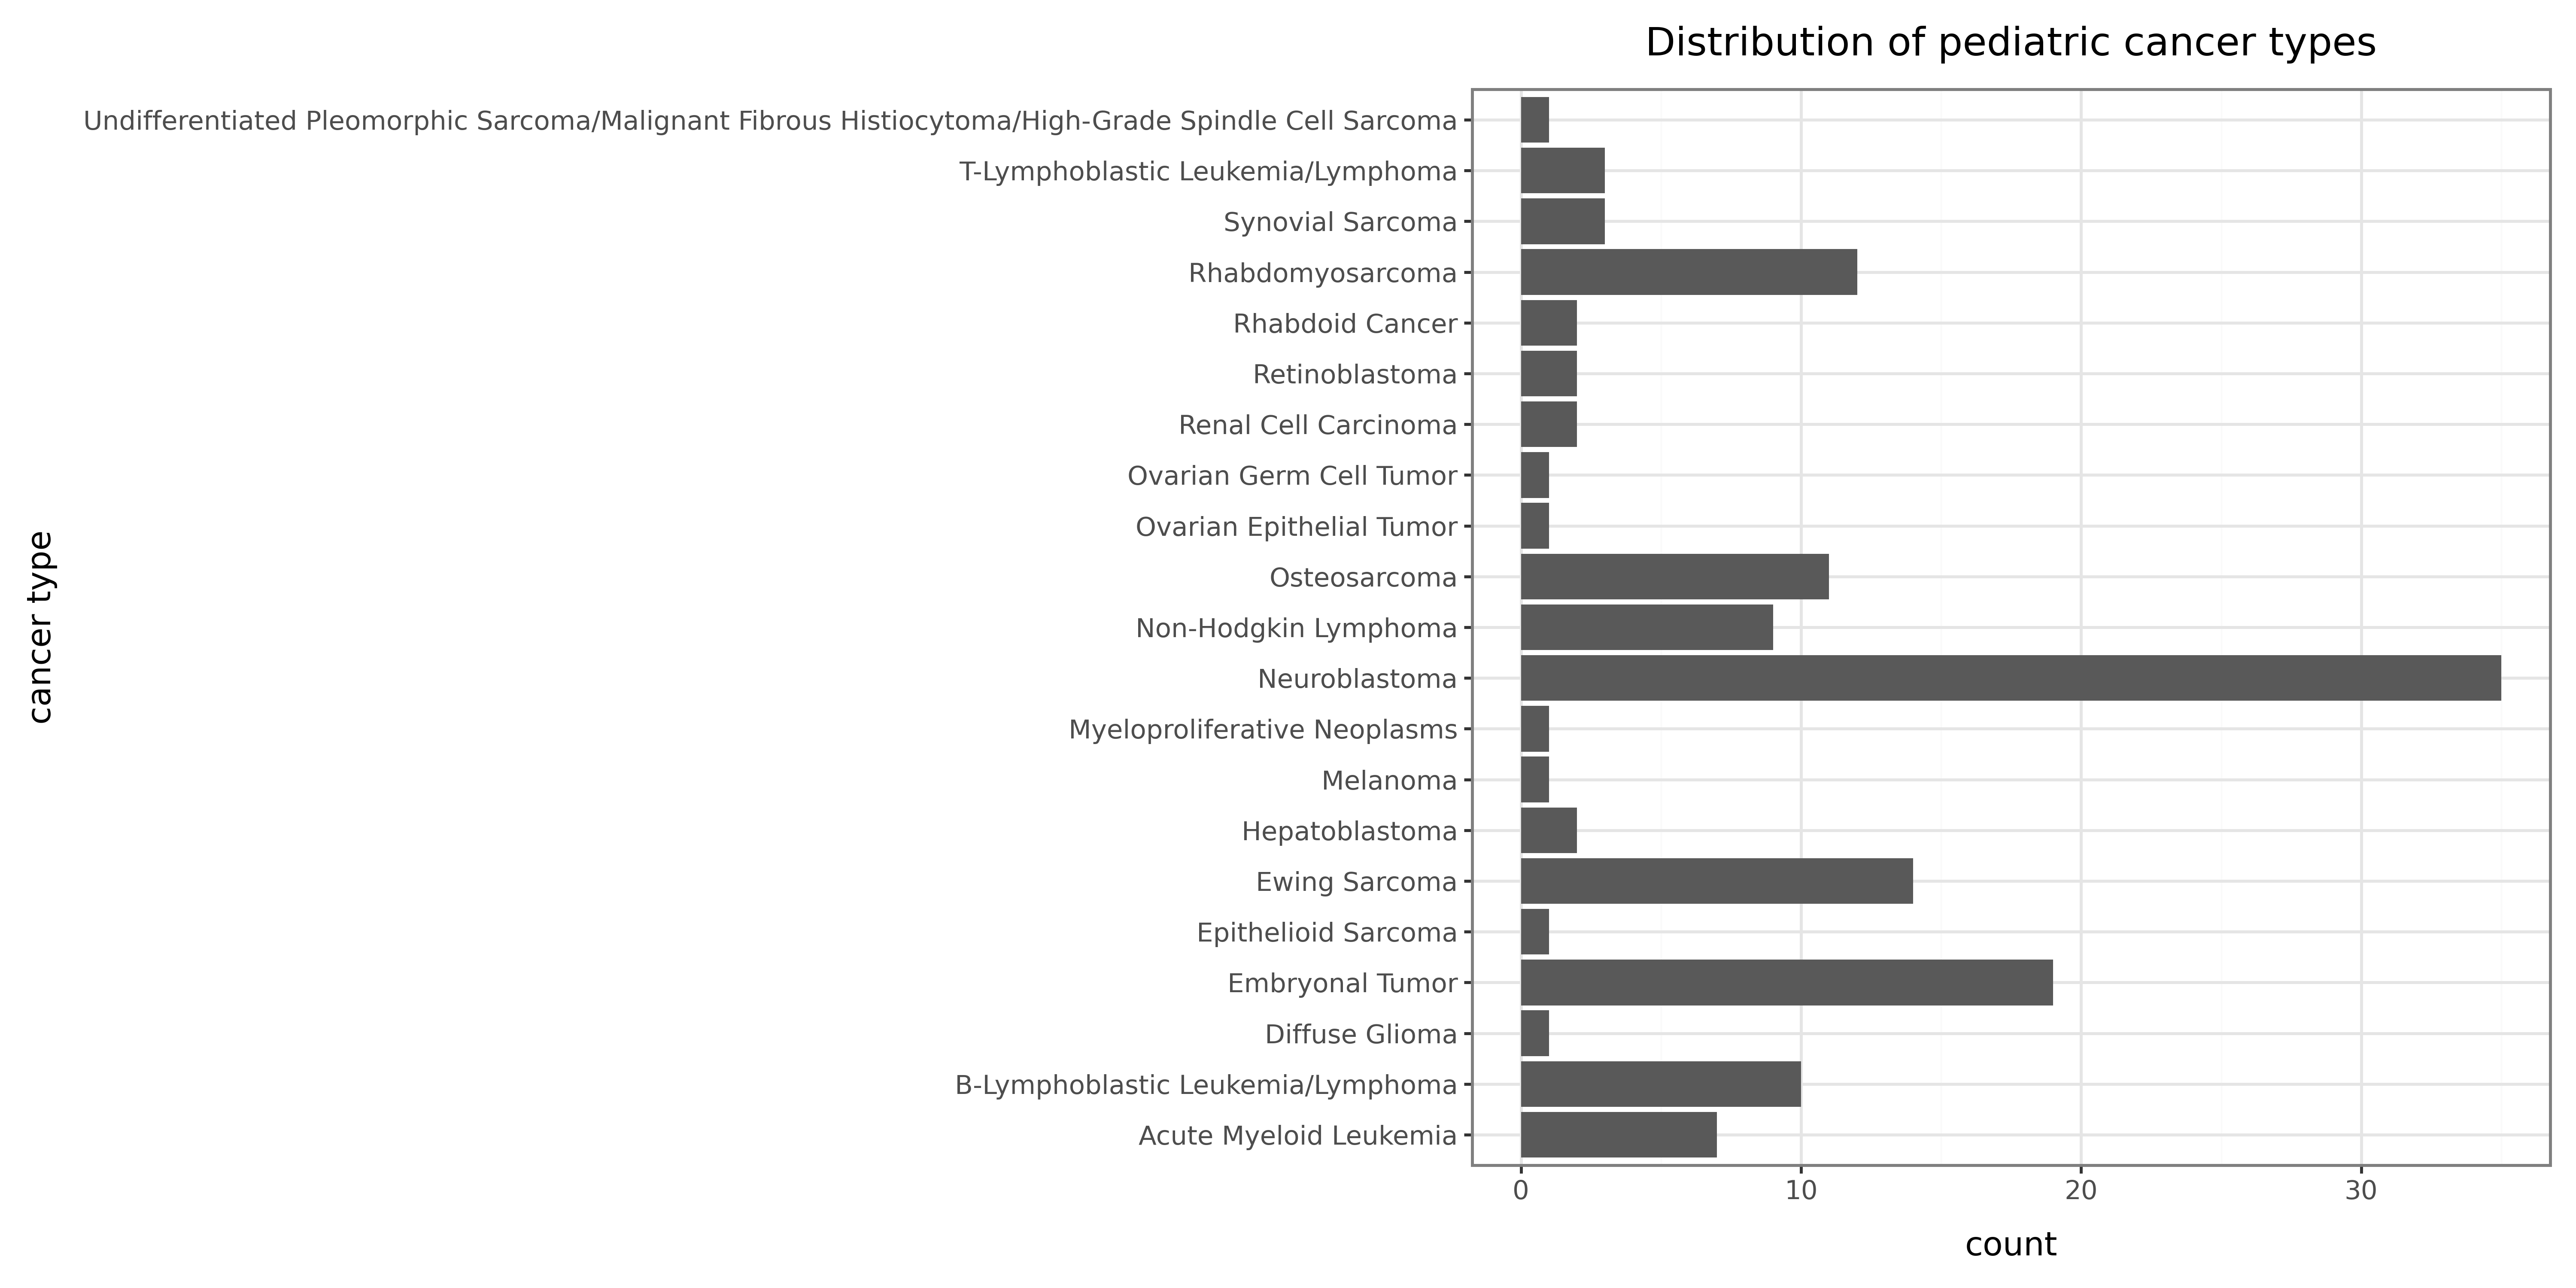 Distribution of pediatric cancer types
Undifferentiated Pleomorphic Sarcoma/Malignant Fibrous Histiocytoma/High-Grade Spindle Cell Sarcoma
T-Lymphoblastic Leukemia/Lymphoma
Synovial Sarcoma
Rhabdomyosarcoma
Rhabdoid Cancer
Retinoblastoma
Renal Cell Carcinoma
Ovarian Germ Cell Tumor
Ovarian Epithelial Tumor
Osteosarcoma
Non-Hodgkin Lymphoma
Neuroblastoma
Myeloproliferative Neoplasms
Melanoma
Hepatoblastoma
Ewing Sarcoma
Epithelioid Sarcoma
Embryonal Tumor
Diffuse Glioma
B-Lymphoblastic Leukemia/Lymphoma
Acute Myeloid Leukemia
cancer type
0 10 20 30
count